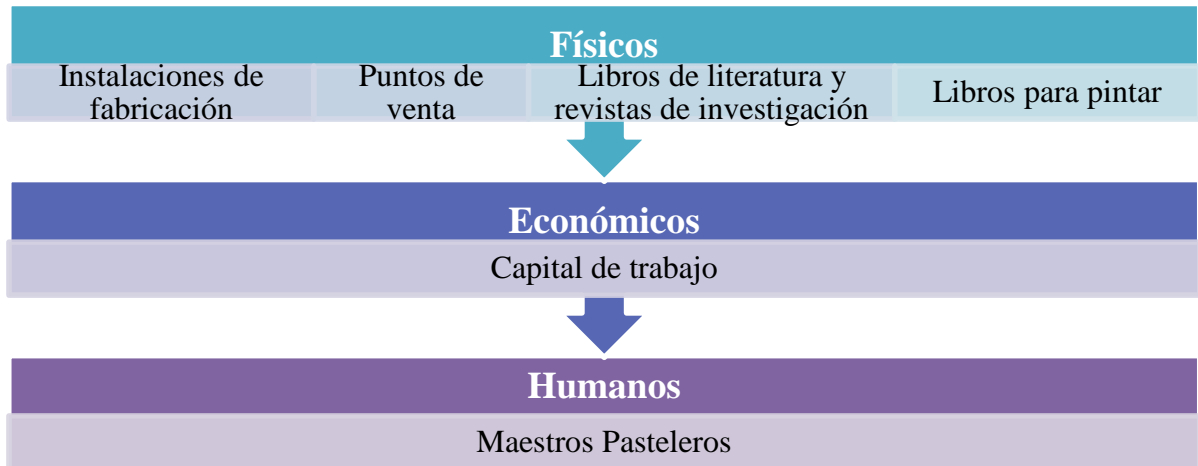 Físicos
Instalaciones de
fabricación
Puntos de
venta
Libros de literatura y
revistas de investigación
Libros para pintar
Económicos
Capital de trabajo
Humanos
Maestros Pasteleros